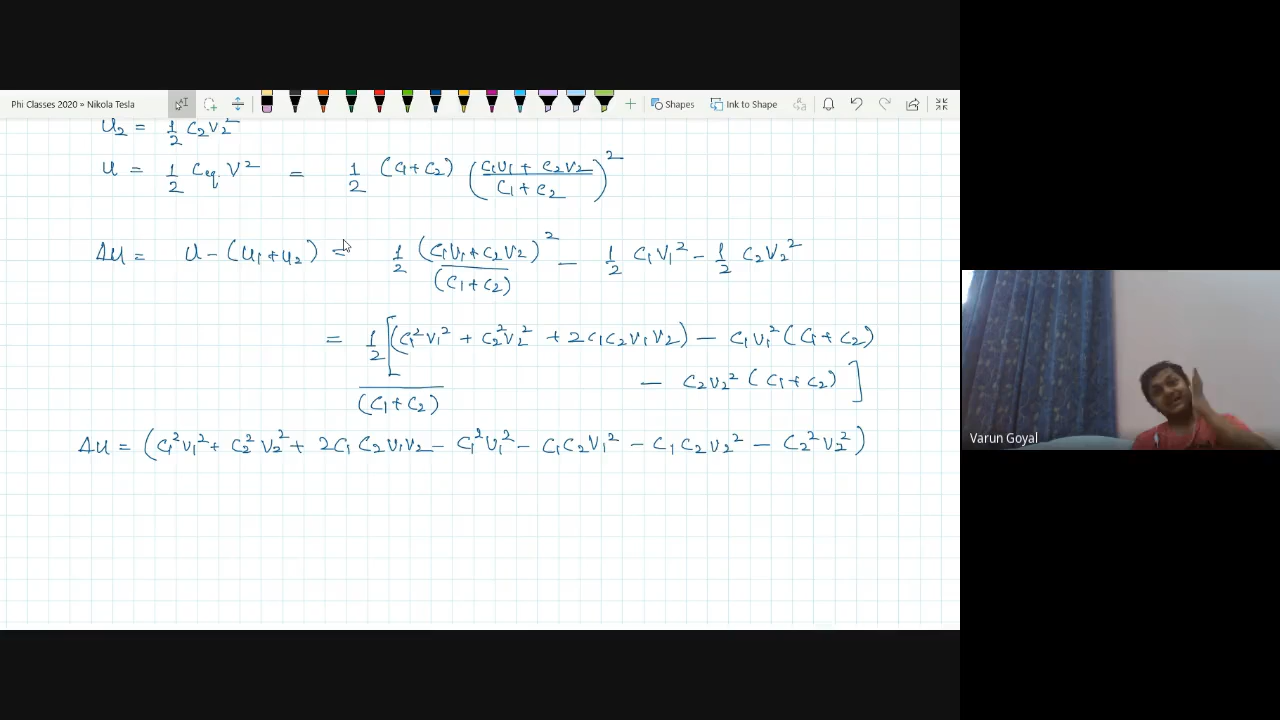 Phi Classes 2020 » Nikola Tesla
Shapes
Ink to Shape
U₂ = 1/2 C₂V₂²
U = 1/2 Ceq. V² = 1/2 (C₁+C₂) ((C₁V₁ + C₂V₂)/(C₁+C₂))²
ΔU = U - (U₁+U₂) = 1/2 (C₁V₁+C₂V₂)²/(C₁+C₂) - 1/2 C₁V₁² - 1/2 C₂V₂²
= 1/2 [(C₁²V₁² + C₂²V₂² + 2C₁C₂V₁V₂) - C₁V₁²(C₁+C₂)
- C₂V₂² (C₁+C₂)]
(C₁+C₂)
ΔU = (C₁²V₁² + C₂²V₂² + 2C₁C₂V₁V₂ - C₁²V₁² - C₁C₂V₁² - C₁C₂V₂² - C₂²V₂²)
Varun Goyal